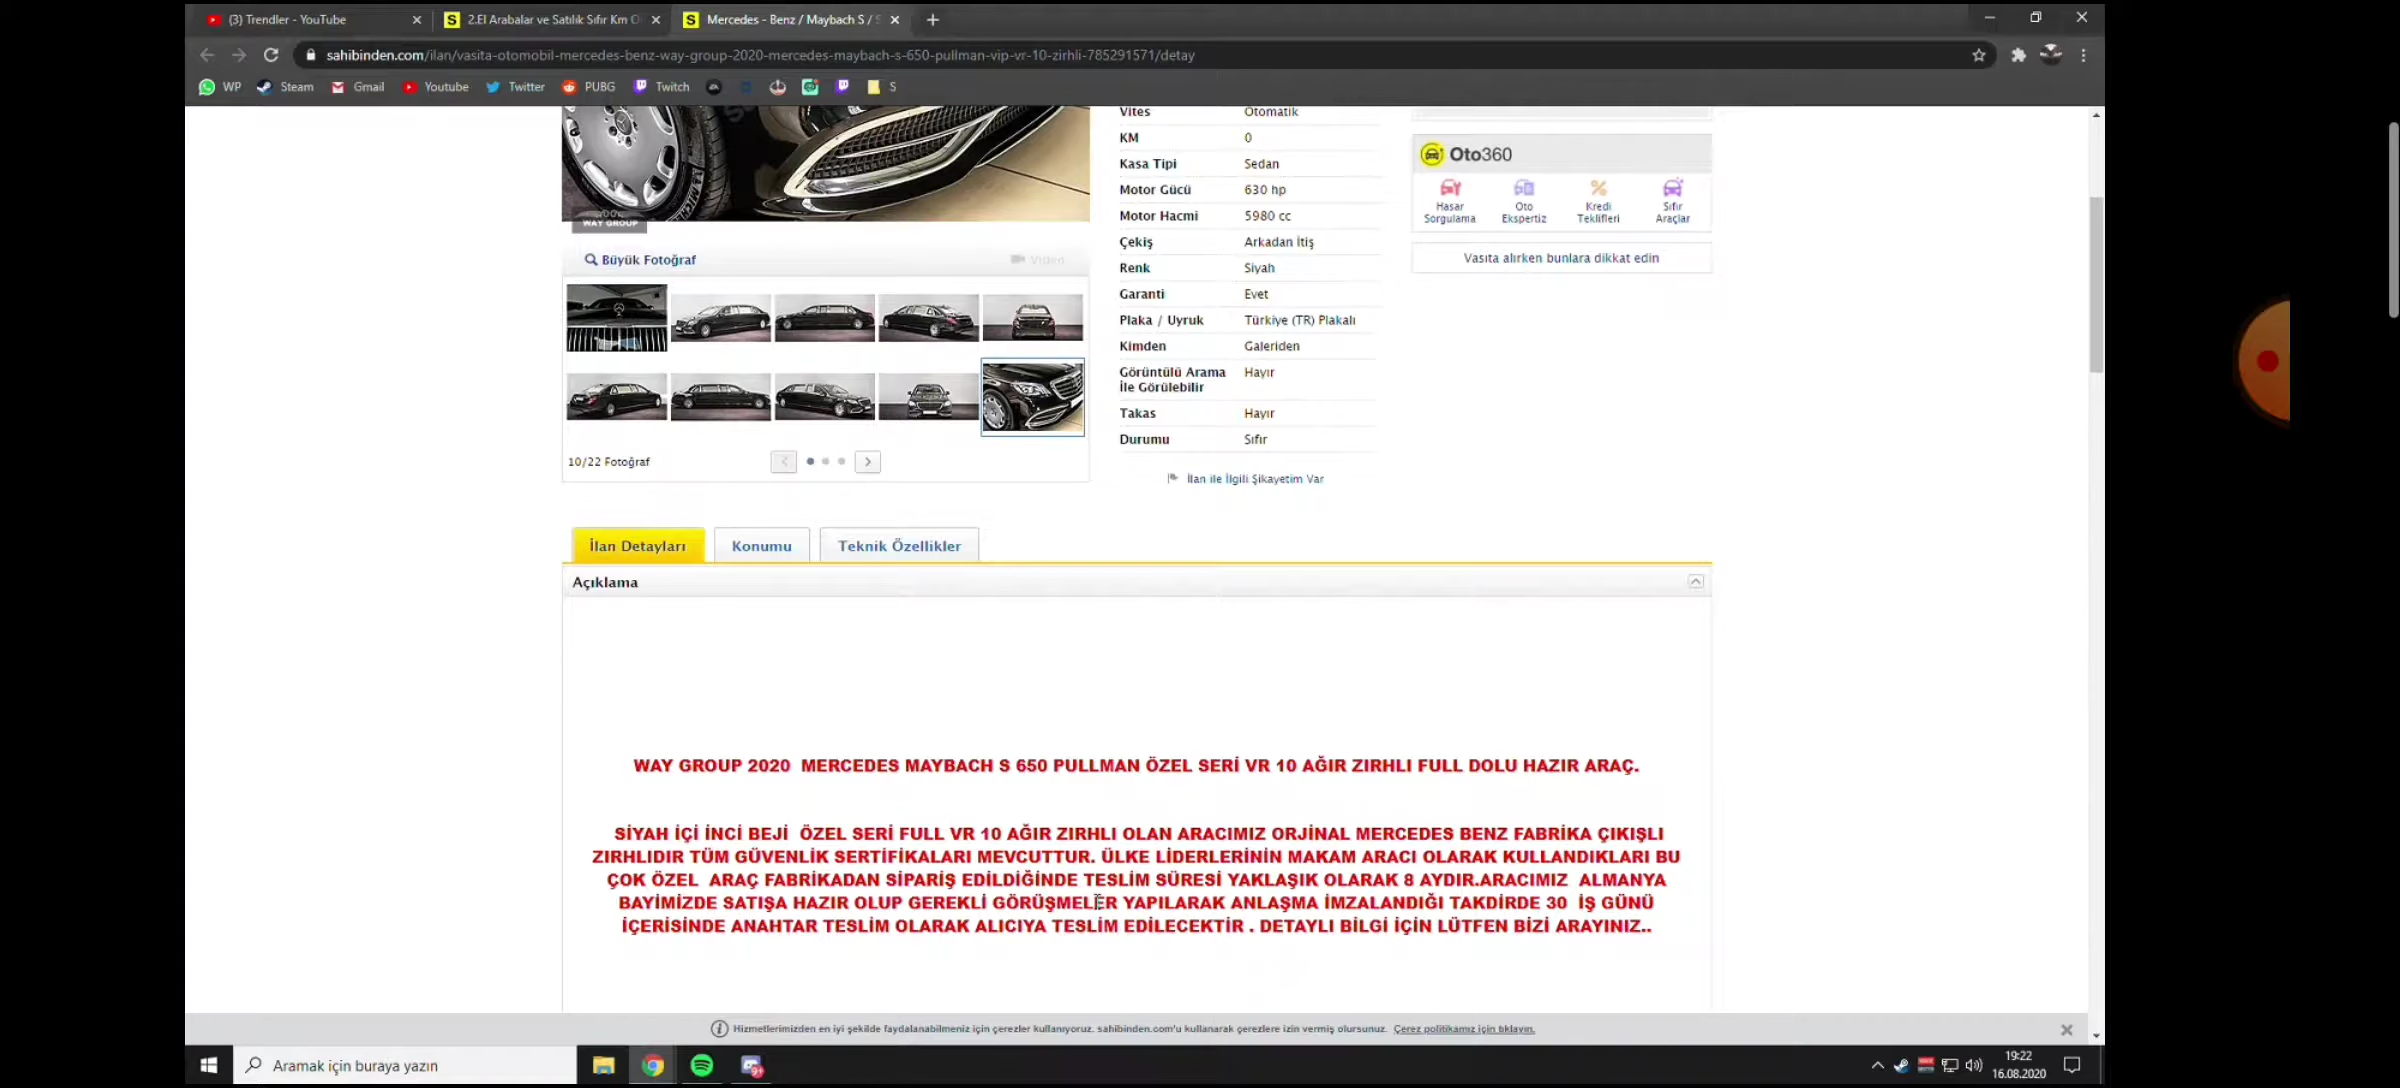 (3) Trendler - YouTube
2.El Arabalar ve Satılık Sıfır Km O
Mercedes - Benz / Maybach S / S
sahibinden.com/ilan/vasita-otomobil-mercedes-benz-way-group-2020-mercedes-maybach-s-650-pullman-vip-vr-10-zirhli-785291571/detay
WP Steam Gmail Youtube Twitter PUBG Twitch S
WAY GROUP
Büyük Fotoğraf
Video
10/22 Fotoğraf
Vites Otomatik
KM 0
Kasa Tipi Sedan
Motor Gücü 630 hp
Motor Hacmi 5980 cc
Çekiş Arkadan İtiş
Renk Siyah
Garanti Evet
Plaka / Uyruk Türkiye (TR) Plakalı
Kimden Galeriden
Görüntülü Arama Hayır
İle Görülebilir
Takas Hayır
Durumu Sıfır
İlan ile İlgili Şikayetim Var
Oto360
Hasar Sorgulama
Oto Ekspertiz
Kredi Teklifleri
Sıfır Araçlar
Vasıta alırken bunlara dikkat edin
İlan Detayları Konumu Teknik Özellikler
Açıklama
WAY GROUP 2020 MERCEDES MAYBACH S 650 PULLMAN ÖZEL SERİ VR 10 AĞIR ZIRHLI FULL DOLU HAZIR ARAÇ.
SİYAH İÇİ İNCİ BEJİ ÖZEL SERİ FULL VR 10 AĞIR ZIRHLI OLAN ARACIMIZ ORJİNAL MERCEDES BENZ FABRİKA ÇIKIŞLI
ZIRHLIDIR TÜM GÜVENLİK SERTİFİKALARI MEVCUTTUR. ÜLKE LİDERLERİNİN MAKAM ARACI OLARAK KULLANDIKLARI BU
ÇOK ÖZEL ARAÇ FABRİKADAN SİPARİŞ EDİLDİĞİNDE TESLİM SÜRESİ YAKLAŞIK OLARAK 8 AYDIR.ARACIMIZ ALMANYA
BAYİMİZDE SATIŞA HAZIR OLUP GEREKLİ GÖRÜŞMELER YAPILARAK ANLAŞMA İMZALANDIĞI TAKDİRDE 30 İŞ GÜNÜ
İÇERİSİNDE ANAHTAR TESLİM OLARAK ALICIYA TESLİM EDİLECEKTİR . DETAYLI BİLGİ İÇİN LÜTFEN BİZİ ARAYINIZ..
Hizmetlerimizden en iyi şekilde faydalanabilmeniz için çerezler kullanıyoruz. sahibinden.com'u kullanarak çerezlere izin vermiş olursunuz. Çerez politikamız için tıklayın.
Aramak için buraya yazın
9+
19:22
16.08.2020